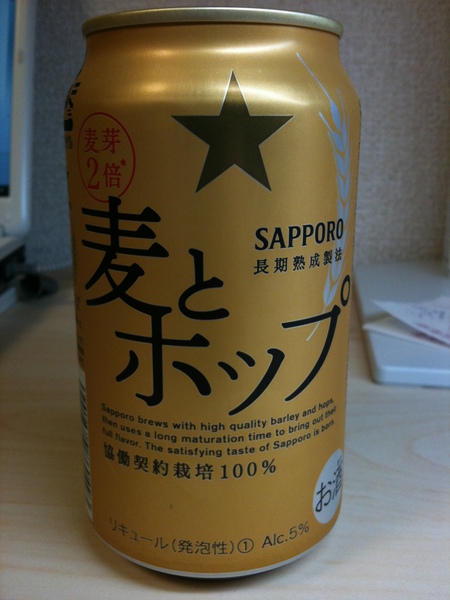 麦芽
2倍*
SAPPORO
長期熟成製法
麦と
ホップ
Sapporo brews with high quality barley and hops,
then uses a long maturation time to bring out their
full flavor. The satisfying taste of Sapporo is born.
協働契約栽培100%
お酒
リキュール(発泡性)① Alc.5%